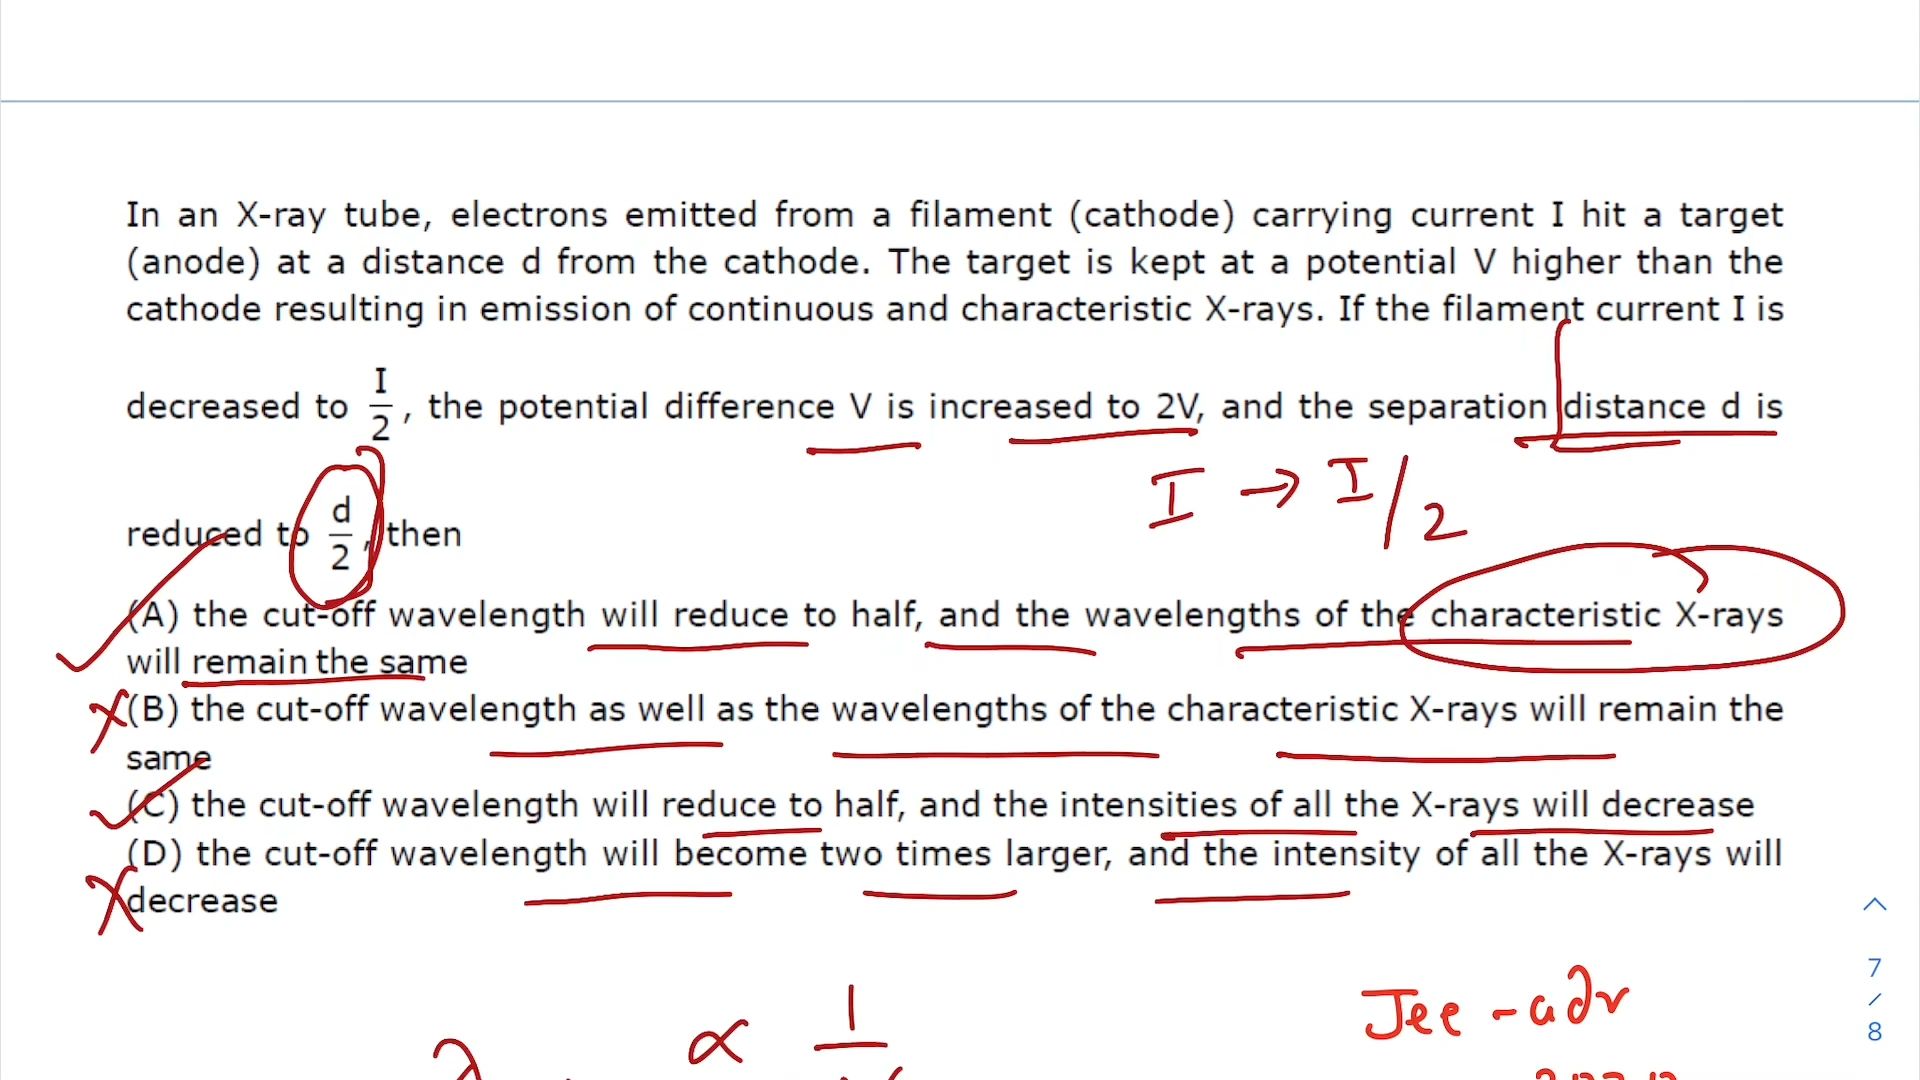 In an X-ray tube, electrons emitted from a filament (cathode) carrying current I hit a target
(anode) at a distance d from the cathode. The target is kept at a potential V higher than the
cathode resulting in emission of continuous and characteristic X-rays. If the filament current I is
decreased to I/2, the potential difference V is increased to 2V, and the separation distance d is
I → I/2
reduced to d/2, then
(A) the cut-off wavelength will reduce to half, and the wavelengths of the characteristic X-rays
will remain the same
(B) the cut-off wavelength as well as the wavelengths of the characteristic X-rays will remain the
same
(C) the cut-off wavelength will reduce to half, and the intensities of all the X-rays will decrease
(D) the cut-off wavelength will become two times larger, and the intensity of all the X-rays will
decrease
7
/
8
Jee - adv
∝ 1